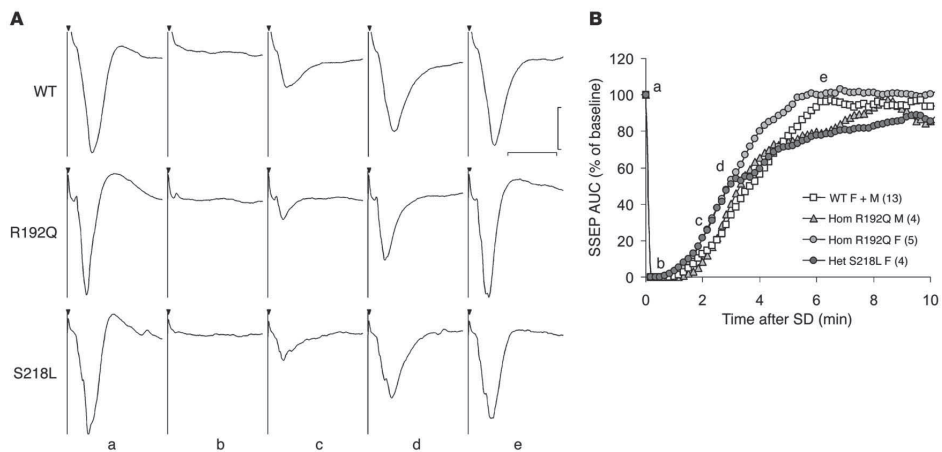 A
WT
R192Q
S218L
a b c d e
B
SSEP AUC (% of baseline)
120
100
80
60
40
20
0
a
b
c
d
e
WT F + M (13)
Hom R192Q M (4)
Hom R192Q F (5)
Het S218L F (4)
0 2 4 6 8 10
Time after SD (min)